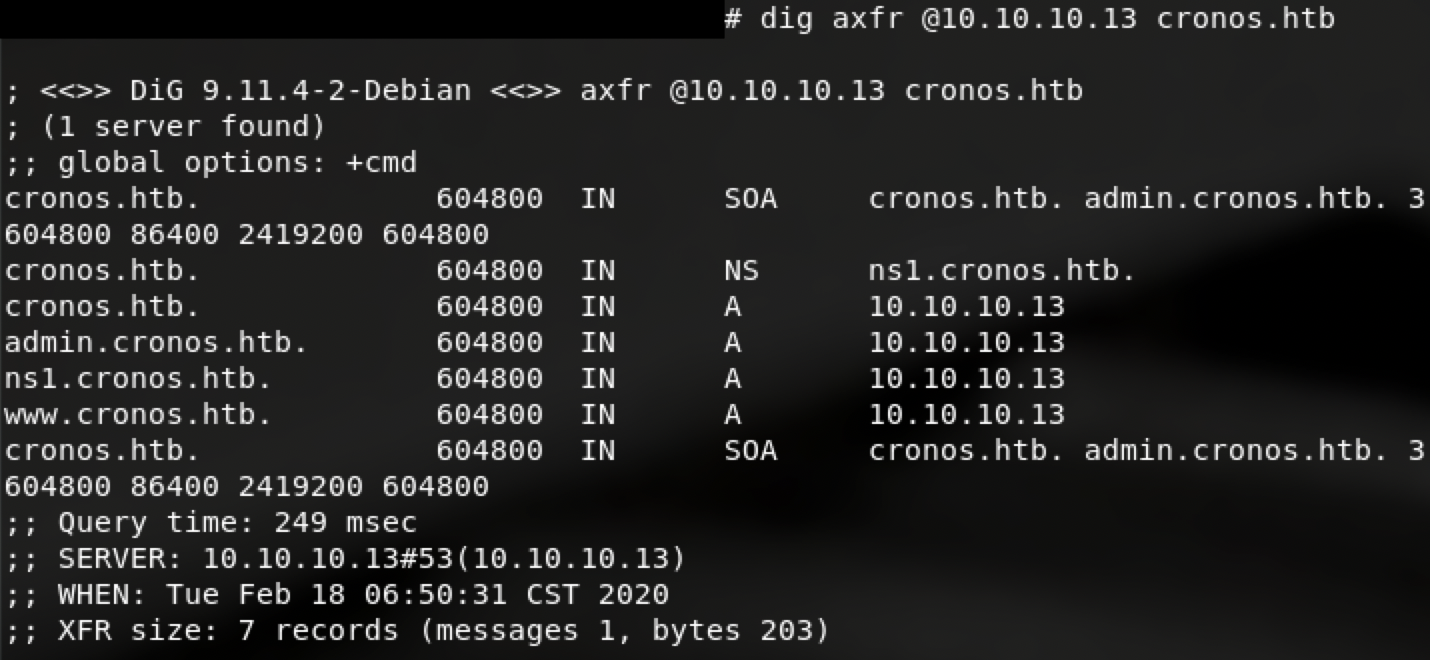 # dig axfr @10.10.10.13 cronos.htb
; <<>> DiG 9.11.4-2-Debian <<>> axfr @10.10.10.13 cronos.htb
; (1 server found)
;; global options: +cmd
cronos.htb. 604800 IN SOA cronos.htb. admin.cronos.htb. 3
604800 86400 2419200 604800
cronos.htb. 604800 IN NS ns1.cronos.htb.
cronos.htb. 604800 IN A 10.10.10.13
admin.cronos.htb. 604800 IN A 10.10.10.13
ns1.cronos.htb. 604800 IN A 10.10.10.13
www.cronos.htb. 604800 IN A 10.10.10.13
cronos.htb. 604800 IN SOA cronos.htb. admin.cronos.htb. 3
604800 86400 2419200 604800
;; Query time: 249 msec
;; SERVER: 10.10.10.13#53(10.10.10.13)
;; WHEN: Tue Feb 18 06:50:31 CST 2020
;; XFR size: 7 records (messages 1, bytes 203)